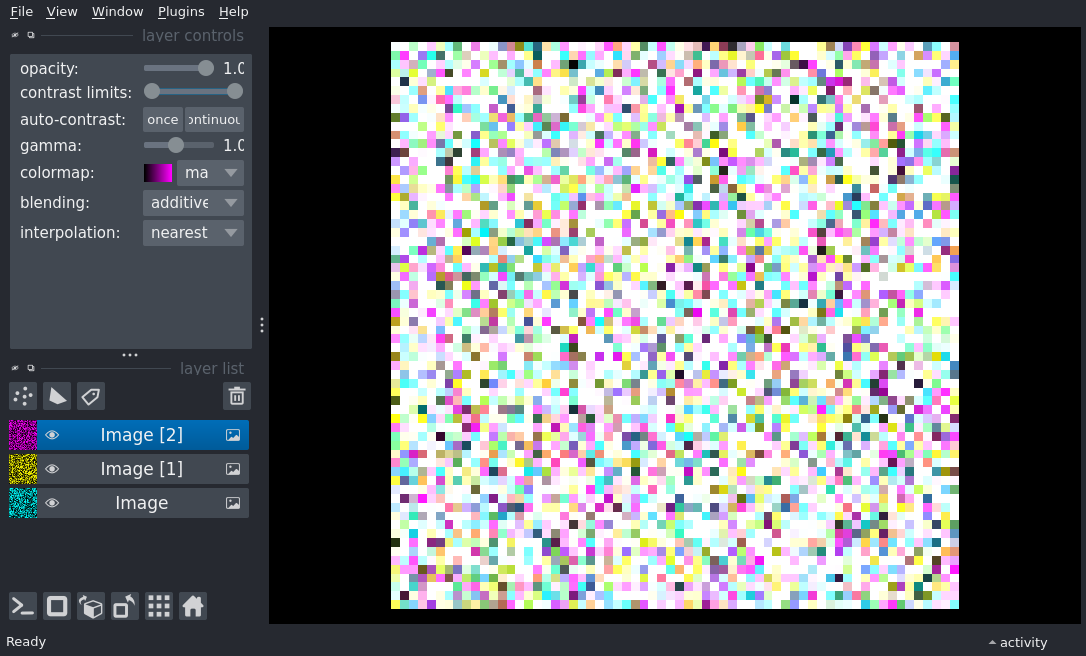 File View Window Plugins Help
layer controls
opacity: 1.0
contrast limits:
auto-contrast: once ontinuou
gamma: 1.0
colormap: ma
blending: additive
interpolation: nearest
layer list
Image [2]
Image [1]
Image
Ready
activity